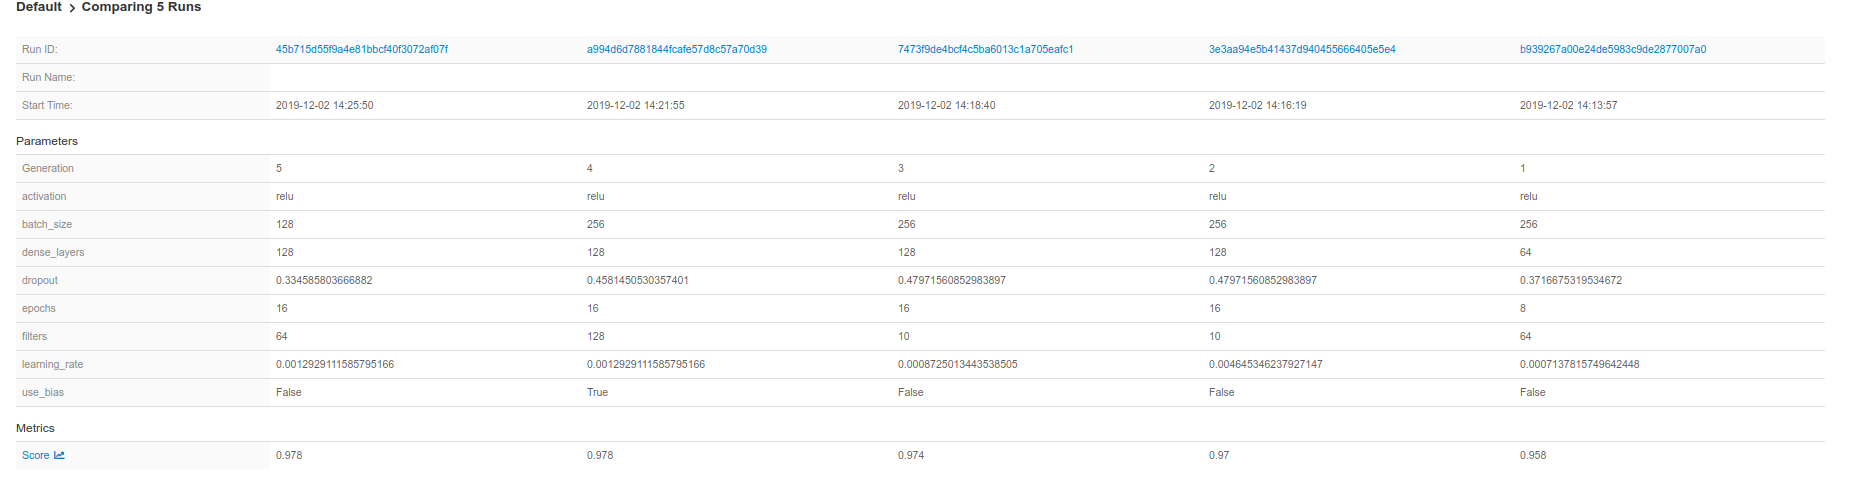 Default > Comparing 5 Runs
Run ID: 45b715d55f9a4e81bbcf40f3072af07f a994d6d7881844fcafe57d8c57a70d39 7473f9de4bcf4c5ba6013c1a705eafc1 3e3aa94e5b41437d940455666405e5e4 b939267a00e24de5983c9de2877007a0
Run Name:
Start Time: 2019-12-02 14:25:50 2019-12-02 14:21:55 2019-12-02 14:18:40 2019-12-02 14:16:19 2019-12-02 14:13:57
Parameters
Generation 5 4 3 2 1
activation relu relu relu relu relu
batch_size 128 256 256 256 256
dense_layers 128 128 128 128 64
dropout 0.334585803666882 0.4581450530357401 0.47971560852983897 0.47971560852983897 0.3716675319534672
epochs 16 16 16 16 8
filters 64 128 10 10 64
learning_rate 0.0012929111585795166 0.0012929111585795166 0.0008725013443538505 0.004645346237927147 0.0007137815749642448
use_bias False True False False False
Metrics
Score 0.978 0.978 0.974 0.97 0.958